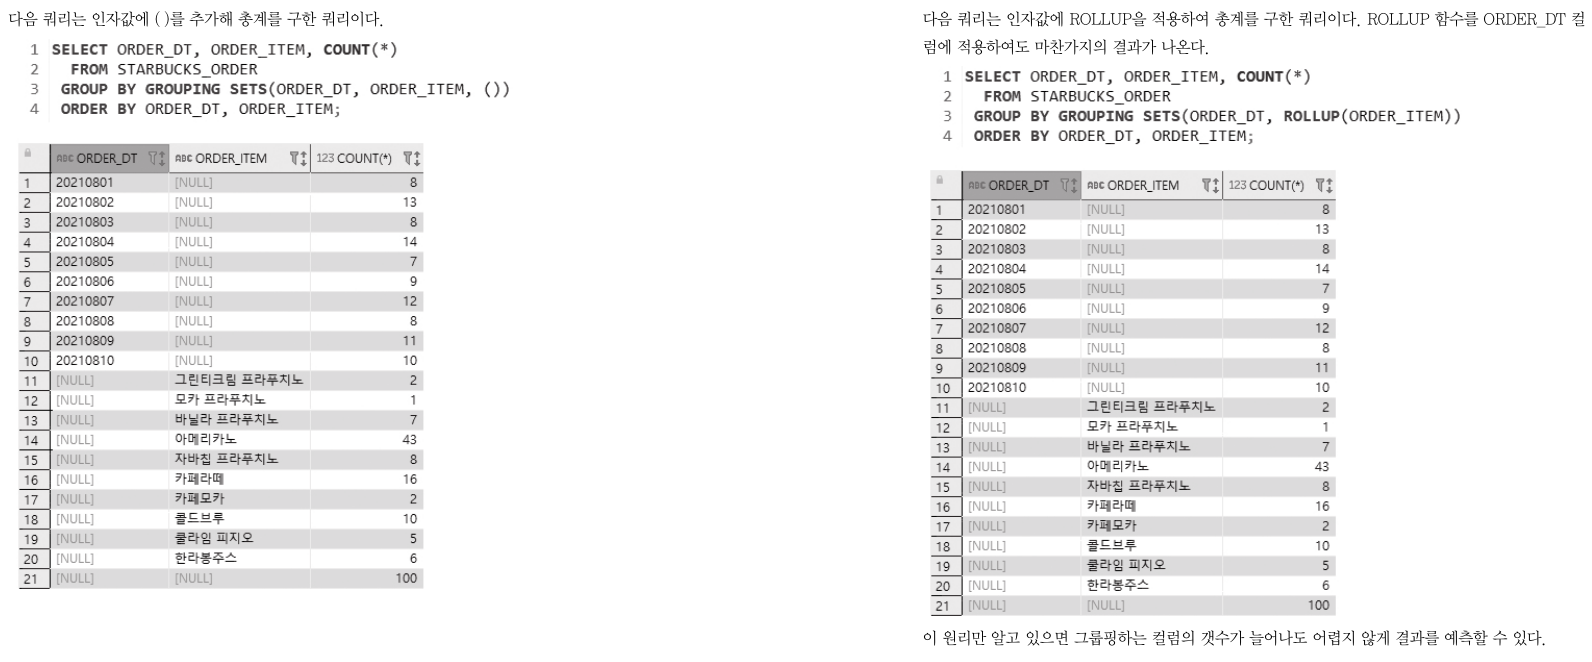 다음 쿼리는 인자값에 ( )를 추가해 총계를 구한 쿼리이다.
1 SELECT ORDER_DT, ORDER_ITEM, COUNT(*)
2 FROM STARBUCKS_ORDER
3 GROUP BY GROUPING SETS(ORDER_DT, ORDER_ITEM, ())
4 ORDER BY ORDER_DT, ORDER_ITEM;
ABC ORDER_DT ABC ORDER_ITEM 123 COUNT(*)
1 20210801 [NULL] 8
2 20210802 [NULL] 13
3 20210803 [NULL] 8
4 20210804 [NULL] 14
5 20210805 [NULL] 7
6 20210806 [NULL] 9
7 20210807 [NULL] 12
8 20210808 [NULL] 8
9 20210809 [NULL] 11
10 20210810 [NULL] 10
11 [NULL] 그린티크림 프라푸치노 2
12 [NULL] 모카 프라푸치노 1
13 [NULL] 바닐라 프라푸치노 7
14 [NULL] 아메리카노 43
15 [NULL] 자바칩 프라푸치노 8
16 [NULL] 카페라떼 16
17 [NULL] 카페모카 2
18 [NULL] 콜드브루 10
19 [NULL] 쿨라임 피지오 5
20 [NULL] 한라봉주스 6
21 [NULL] [NULL] 100
다음 쿼리는 인자값에 ROLLUP을 적용하여 총계를 구한 쿼리이다. ROLLUP 함수를 ORDER_DT 컬
럼에 적용하여도 마찬가지의 결과가 나온다.
1 SELECT ORDER_DT, ORDER_ITEM, COUNT(*)
2 FROM STARBUCKS_ORDER
3 GROUP BY GROUPING SETS(ORDER_DT, ROLLUP(ORDER_ITEM))
4 ORDER BY ORDER_DT, ORDER_ITEM;
ABC ORDER_DT ABC ORDER_ITEM 123 COUNT(*)
1 20210801 [NULL] 8
2 20210802 [NULL] 13
3 20210803 [NULL] 8
4 20210804 [NULL] 14
5 20210805 [NULL] 7
6 20210806 [NULL] 9
7 20210807 [NULL] 12
8 20210808 [NULL] 8
9 20210809 [NULL] 11
10 20210810 [NULL] 10
11 [NULL] 그린티크림 프라푸치노 2
12 [NULL] 모카 프라푸치노 1
13 [NULL] 바닐라 프라푸치노 7
14 [NULL] 아메리카노 43
15 [NULL] 자바칩 프라푸치노 8
16 [NULL] 카페라떼 16
17 [NULL] 카페모카 2
18 [NULL] 콜드브루 10
19 [NULL] 쿨라임 피지오 5
20 [NULL] 한라봉주스 6
21 [NULL] [NULL] 100
이 원리만 알고 있으면 그룹핑하는 컬럼의 갯수가 늘어나도 어렵지 않게 결과를 예측할 수 있다.